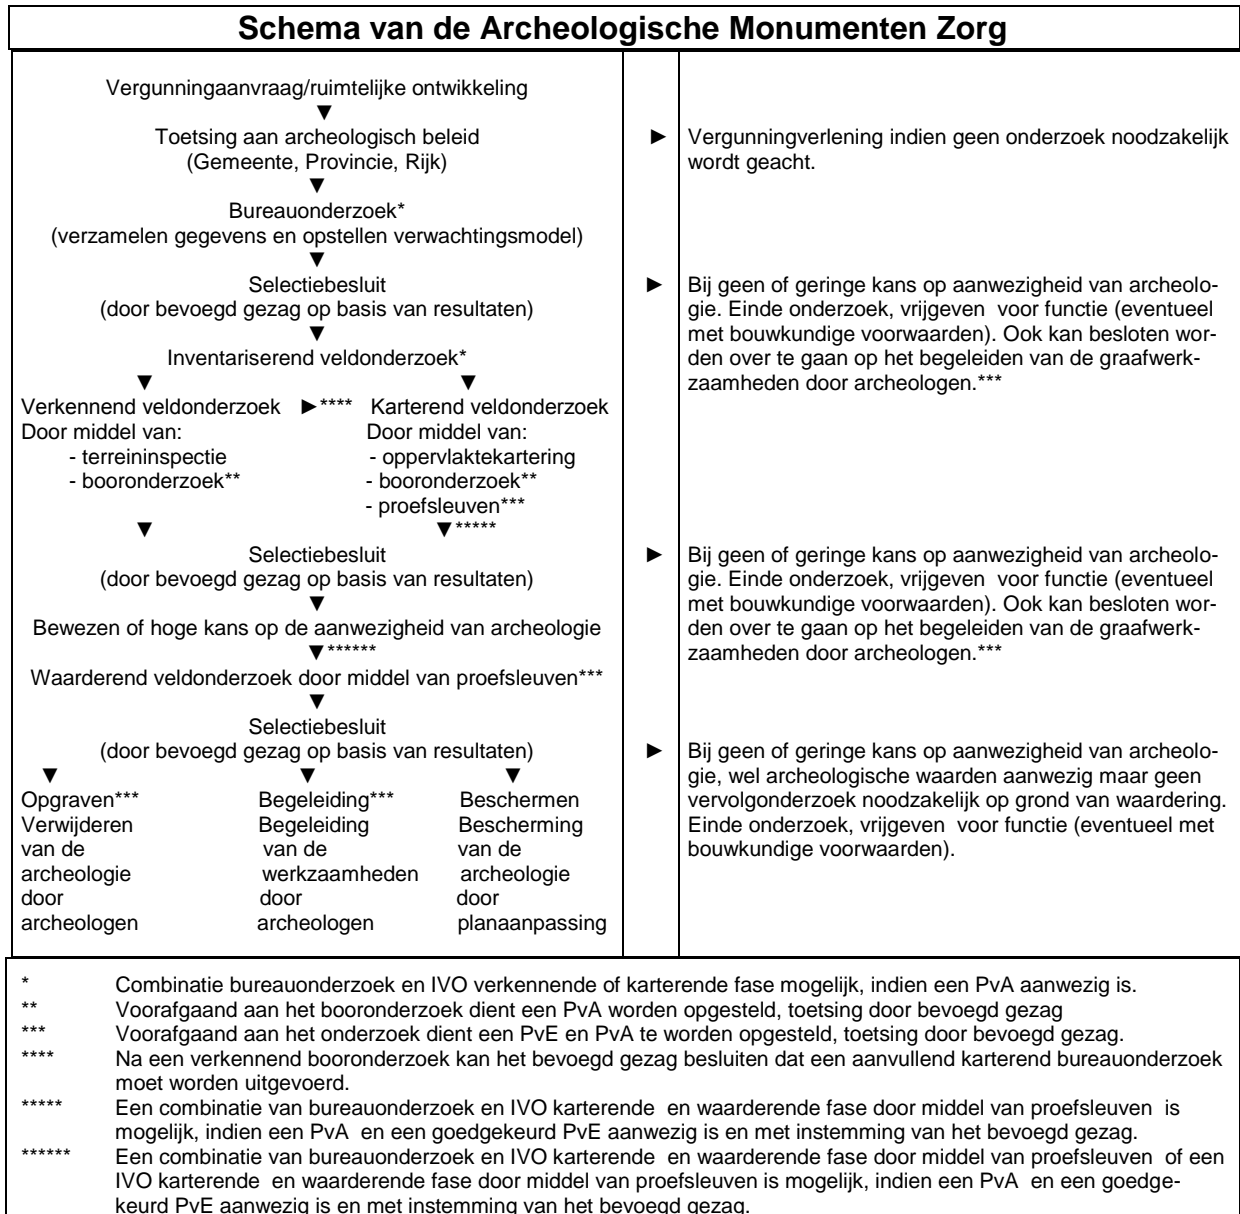 Schema van de Archeologische Monumenten Zorg
Vergunningaanvraag/ruimtelijke ontwikkeling
▼
Toetsing aan archeologisch beleid
(Gemeente, Provincie, Rijk)
► Vergunningverlening indien geen onderzoek noodzakelijk
wordt geacht.
▼
Bureauonderzoek*
(verzamelen gegevens en opstellen verwachtingsmodel)
▼
Selectiebesluit
(door bevoegd gezag op basis van resultaten)
► Bij geen of geringe kans op aanwezigheid van archeolo-
gie. Einde onderzoek, vrijgeven voor functie (eventueel
met bouwkundige voorwaarden). Ook kan besloten wor-
den over te gaan op het begeleiden van de graafwerk-
zaamheden door archeologen.***
▼
Inventariserend veldonderzoek*
▼ ▼
Verkennend veldonderzoek ►**** Karterend veldonderzoek
Door middel van: Door middel van:
- terreininspectie - oppervlaktekartering
- booronderzoek** - booronderzoek**
- proefsleuven***
▼ ▼*****
Selectiebesluit
(door bevoegd gezag op basis van resultaten)
► Bij geen of geringe kans op aanwezigheid van archeolo-
gie. Einde onderzoek, vrijgeven voor functie (eventueel
met bouwkundige voorwaarden). Ook kan besloten wor-
den over te gaan op het begeleiden van de graafwerk-
zaamheden door archeologen.***
▼
Bewezen of hoge kans op de aanwezigheid van archeologie
▼******
Waarderend veldonderzoek door middel van proefsleuven***
▼
Selectiebesluit
(door bevoegd gezag op basis van resultaten)
► Bij geen of geringe kans op aanwezigheid van archeolo-
gie, wel archeologische waarden aanwezig maar geen
vervolgonderzoek noodzakelijk op grond van waardering.
Einde onderzoek, vrijgeven voor functie (eventueel met
bouwkundige voorwaarden).
▼ ▼ ▼
Opgraven*** Begeleiding*** Beschermen
Verwijderen Begeleiding Bescherming
van de van de van de
archeologie werkzaamheden archeologie
door door door
archeologen archeologen planaanpassing
* Combinatie bureauonderzoek en IVO verkennende of karterende fase mogelijk, indien een PvA aanwezig is.
** Voorafgaand aan het booronderzoek dient een PvA worden opgesteld, toetsing door bevoegd gezag
*** Voorafgaand aan het onderzoek dient een PvE en PvA te worden opgesteld, toetsing door bevoegd gezag.
**** Na een verkennend booronderzoek kan het bevoegd gezag besluiten dat een aanvullend karterend bureauonderzoek
moet worden uitgevoerd.
***** Een combinatie van bureauonderzoek en IVO karterende en waarderende fase door middel van proefsleuven is
mogelijk, indien een PvA en een goedgekeurd PvE aanwezig is en met instemming van het bevoegd gezag.
****** Een combinatie van bureauonderzoek en IVO karterende en waarderende fase door middel van proefsleuven of een
IVO karterende en waarderende fase door middel van proefsleuven is mogelijk, indien een PvA en een goedge-
keurd PvE aanwezig is en met instemming van het bevoegd gezag.